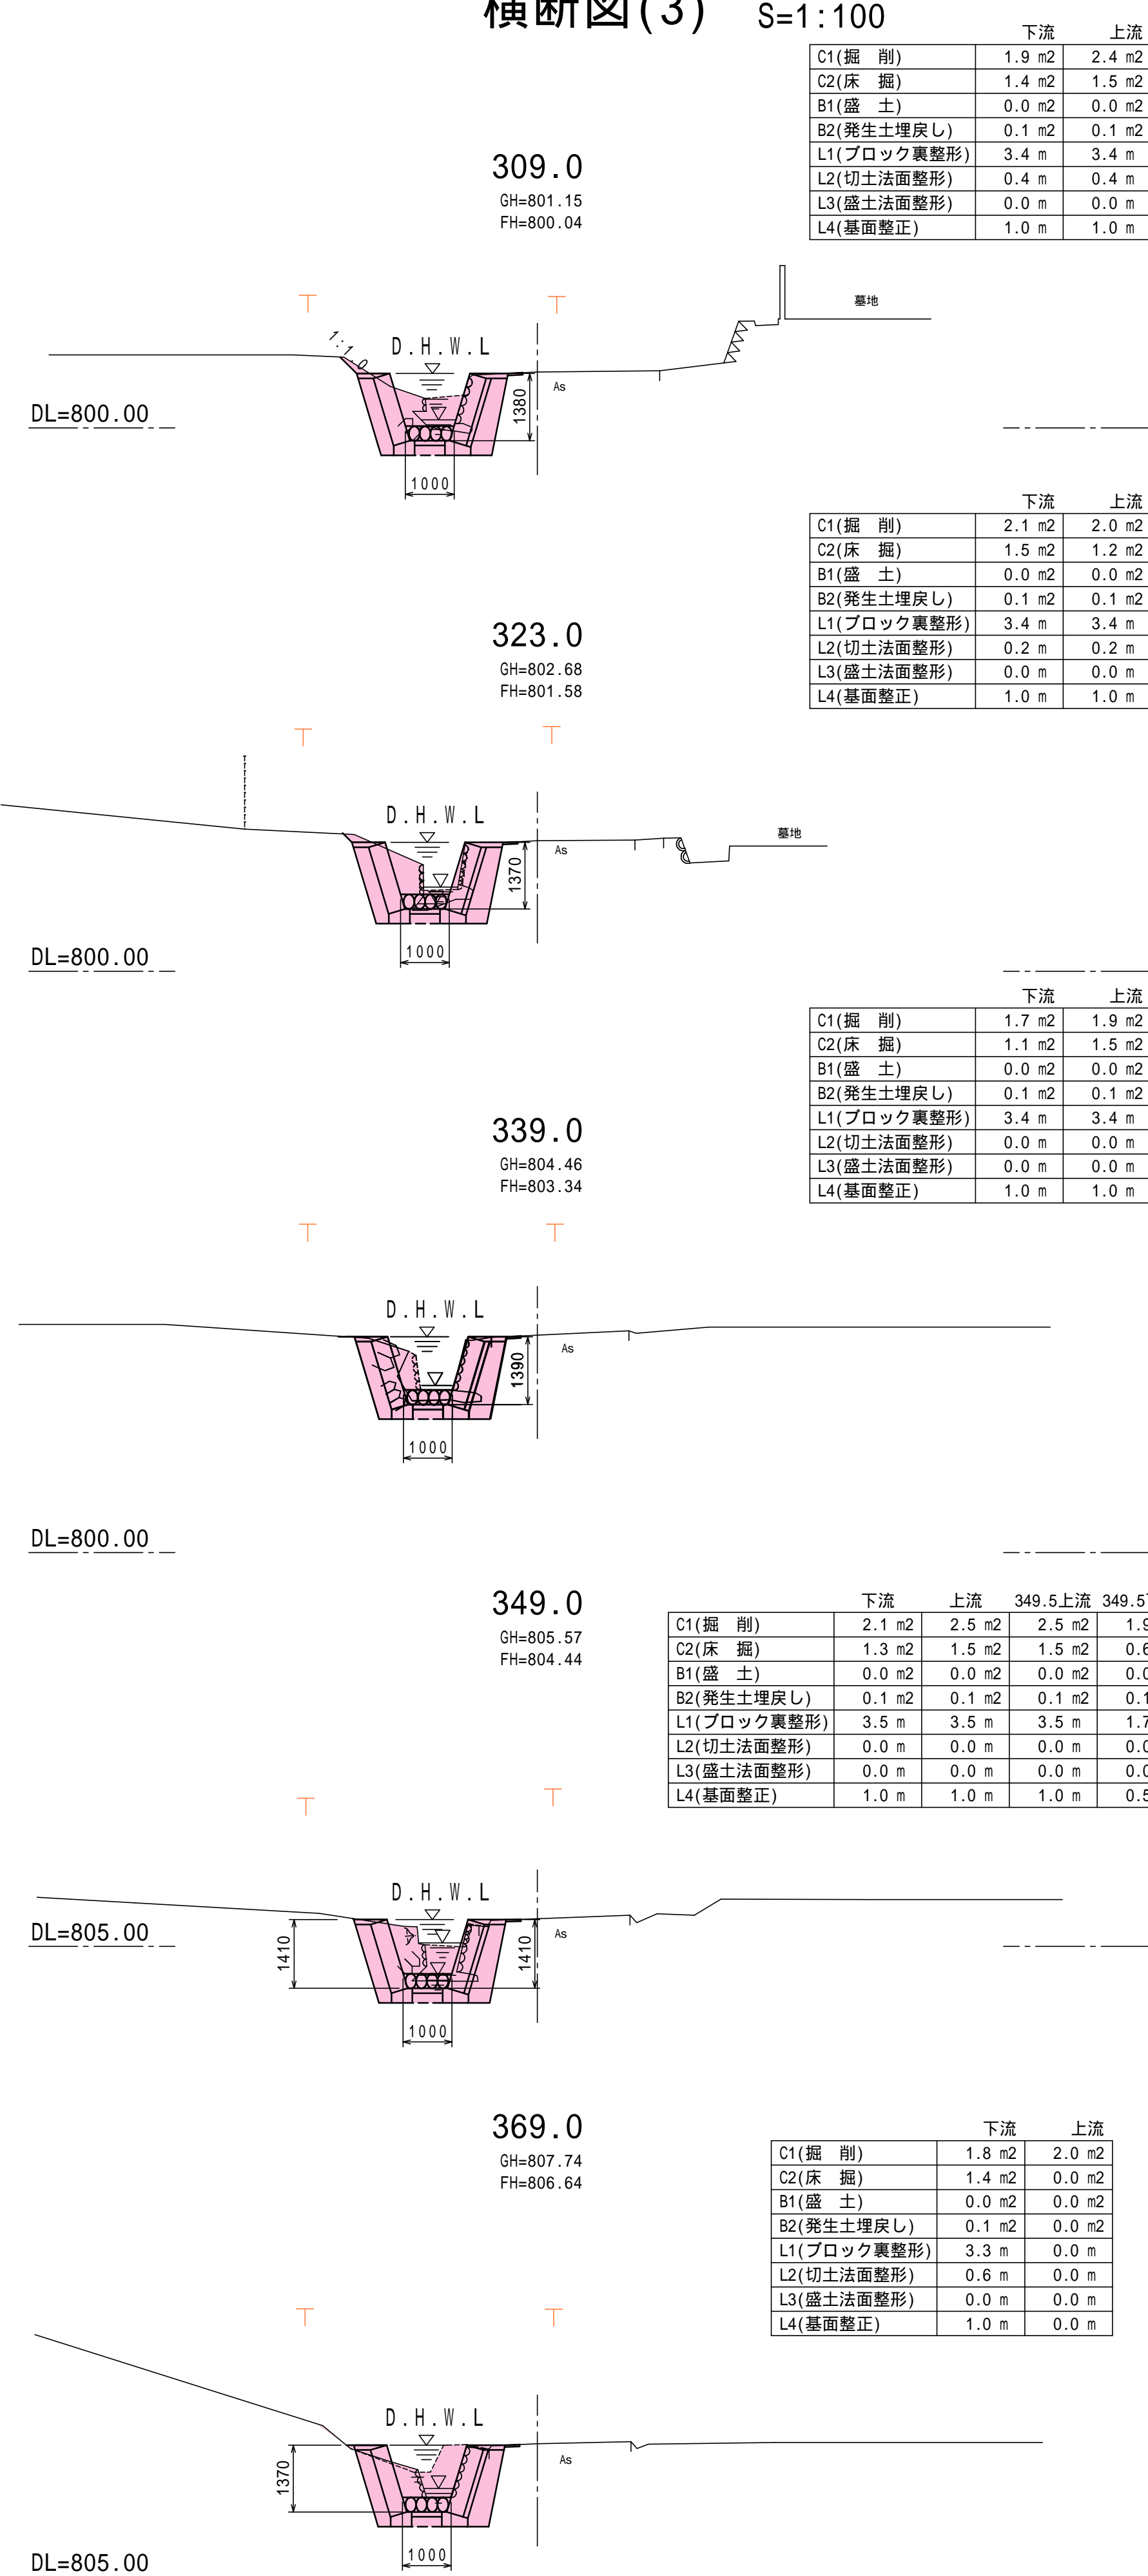 横断図(3) S=1:100
下流 上流
C1(掘 削) 1.9 m2 2.4 m2
C2(床 掘) 1.4 m2 1.5 m2
B1(盛 土) 0.0 m2 0.0 m2
B2(発生土埋戻し) 0.1 m2 0.1 m2
L1(ブロック裏整形) 3.4 m 3.4 m
L2(切土法面整形) 0.4 m 0.4 m
L3(盛土法面整形) 0.0 m 0.0 m
L4(基面整正) 1.0 m 1.0 m
309.0
GH=801.15
FH=800.04
墓地
1:1.0
D.H.W.L
As
1380
DL=800.00
1000
下流 上流
C1(掘 削) 2.1 m2 2.0 m2
C2(床 掘) 1.5 m2 1.2 m2
B1(盛 土) 0.0 m2 0.0 m2
B2(発生土埋戻し) 0.1 m2 0.1 m2
L1(ブロック裏整形) 3.4 m 3.4 m
L2(切土法面整形) 0.2 m 0.2 m
L3(盛土法面整形) 0.0 m 0.0 m
L4(基面整正) 1.0 m 1.0 m
323.0
GH=802.68
FH=801.58
D.H.W.L
墓地
As
1370
1000
DL=800.00
下流 上流
C1(掘 削) 1.7 m2 1.9 m2
C2(床 掘) 1.1 m2 1.5 m2
B1(盛 土) 0.0 m2 0.0 m2
B2(発生土埋戻し) 0.1 m2 0.1 m2
L1(ブロック裏整形) 3.4 m 3.4 m
L2(切土法面整形) 0.0 m 0.0 m
L3(盛土法面整形) 0.0 m 0.0 m
L4(基面整正) 1.0 m 1.0 m
339.0
GH=804.46
FH=803.34
D.H.W.L
As
1390
1000
DL=800.00
349.0
GH=805.57
FH=804.44
下流 上流 349.5上流 349.5
C1(掘 削) 2.1 m2 2.5 m2 2.5 m2 1.9
C2(床 掘) 1.3 m2 1.5 m2 1.5 m2 0.6
B1(盛 土) 0.0 m2 0.0 m2 0.0 m2 0.0
B2(発生土埋戻し) 0.1 m2 0.1 m2 0.1 m2 0.1
L1(ブロック裏整形) 3.5 m 3.5 m 3.5 m 1.7
L2(切土法面整形) 0.0 m 0.0 m 0.0 m 0.0
L3(盛土法面整形) 0.0 m 0.0 m 0.0 m 0.0
L4(基面整正) 1.0 m 1.0 m 1.0 m 0.5
D.H.W.L
DL=805.00
As
1410
1410
1000
369.0
GH=807.74
FH=806.64
下流 上流
C1(掘 削) 1.8 m2 2.0 m2
C2(床 掘) 1.4 m2 0.0 m2
B1(盛 土) 0.0 m2 0.0 m2
B2(発生土埋戻し) 0.1 m2 0.0 m2
L1(ブロック裏整形) 3.3 m 0.0 m
L2(切土法面整形) 0.6 m 0.0 m
L3(盛土法面整形) 0.0 m 0.0 m
L4(基面整正) 1.0 m 0.0 m
D.H.W.L
As
1370
1000
DL=805.00